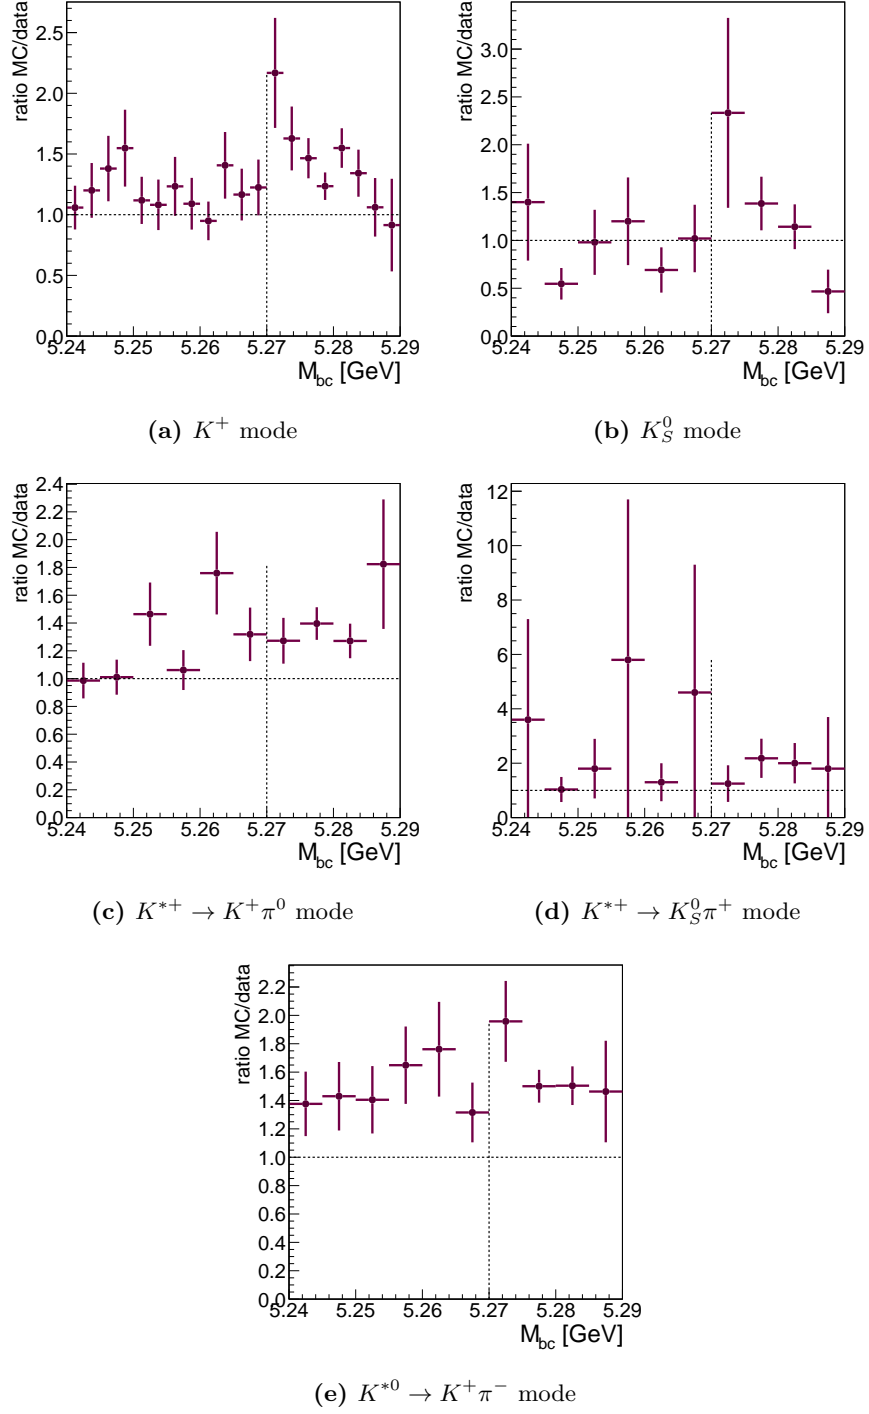 ratio MC/data
2.5
2.0
1.5
1.0
0.5
0.0
5.24 5.25 5.26 5.27 5.28 5.29
M_bc [GeV]
(a) K^+ mode
ratio MC/data
3.0
2.5
2.0
1.5
1.0
0.5
0.0
5.24 5.25 5.26 5.27 5.28 5.29
M_bc [GeV]
(b) K_S^0 mode
ratio MC/data
2.4
2.2
2.0
1.8
1.6
1.4
1.2
1.0
0.8
0.6
0.4
0.2
0.0
5.24 5.25 5.26 5.27 5.28 5.29
M_bc [GeV]
(c) K^{*+} → K^+π^0 mode
ratio MC/data
12
10
8
6
4
2
0
5.24 5.25 5.26 5.27 5.28 5.29
M_bc [GeV]
(d) K^{*+} → K_S^0π^+ mode
ratio MC/data
2.2
2.0
1.8
1.6
1.4
1.2
1.0
0.8
0.6
0.4
0.2
0.0
5.24 5.25 5.26 5.27 5.28 5.29
M_bc [GeV]
(e) K^{*0} → K^+π^- mode